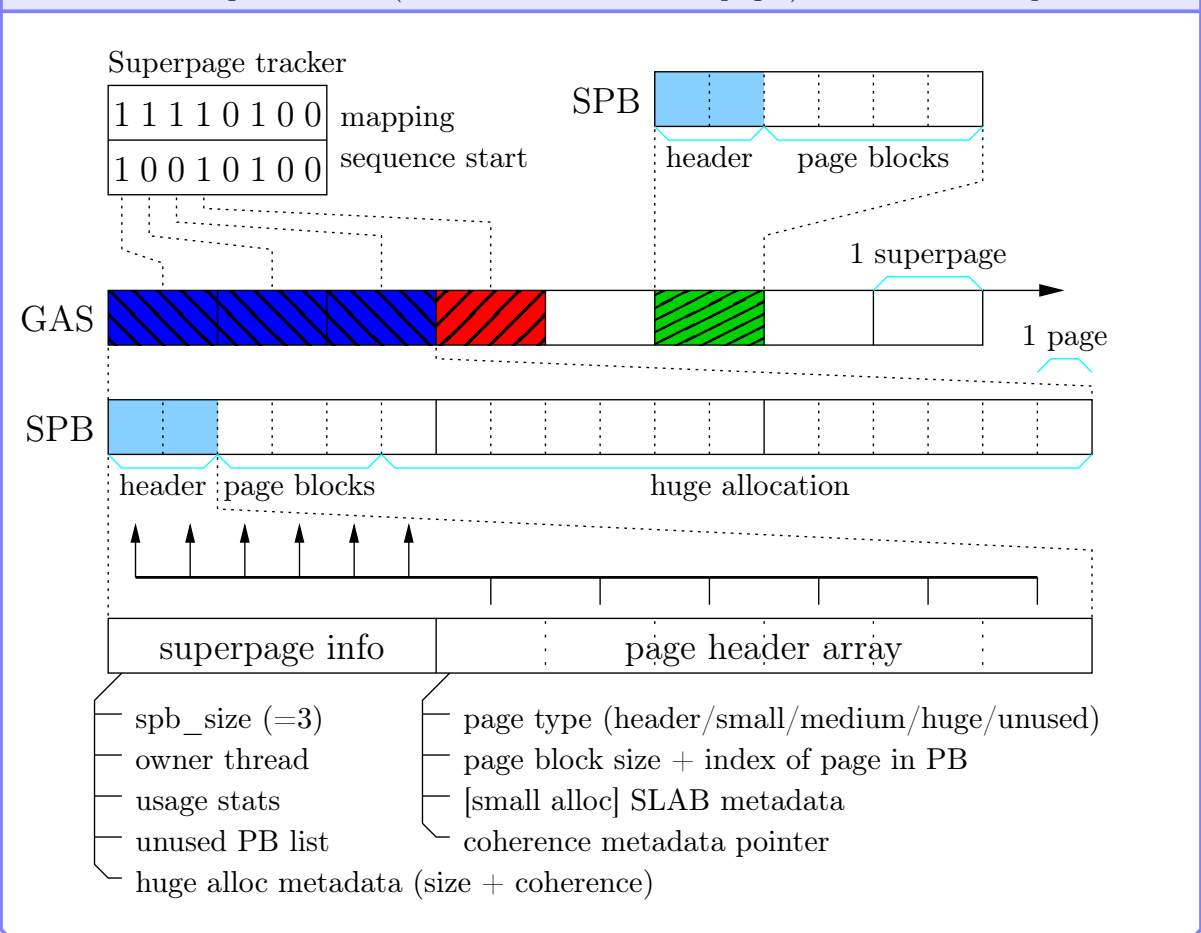 Superpage tracker
1 1 1 1 0 1 0 0 mapping
1 0 0 1 0 1 0 0 sequence start
SPB
header page blocks
1 superpage
GAS
1 page
SPB
header page blocks huge allocation
superpage info page header array
spb_size (=3)
owner thread
usage stats
unused PB list
huge alloc metadata (size + coherence)
page type (header/small/medium/huge/unused)
page block size + index of page in PB
[small alloc] SLAB metadata
coherence metadata pointer